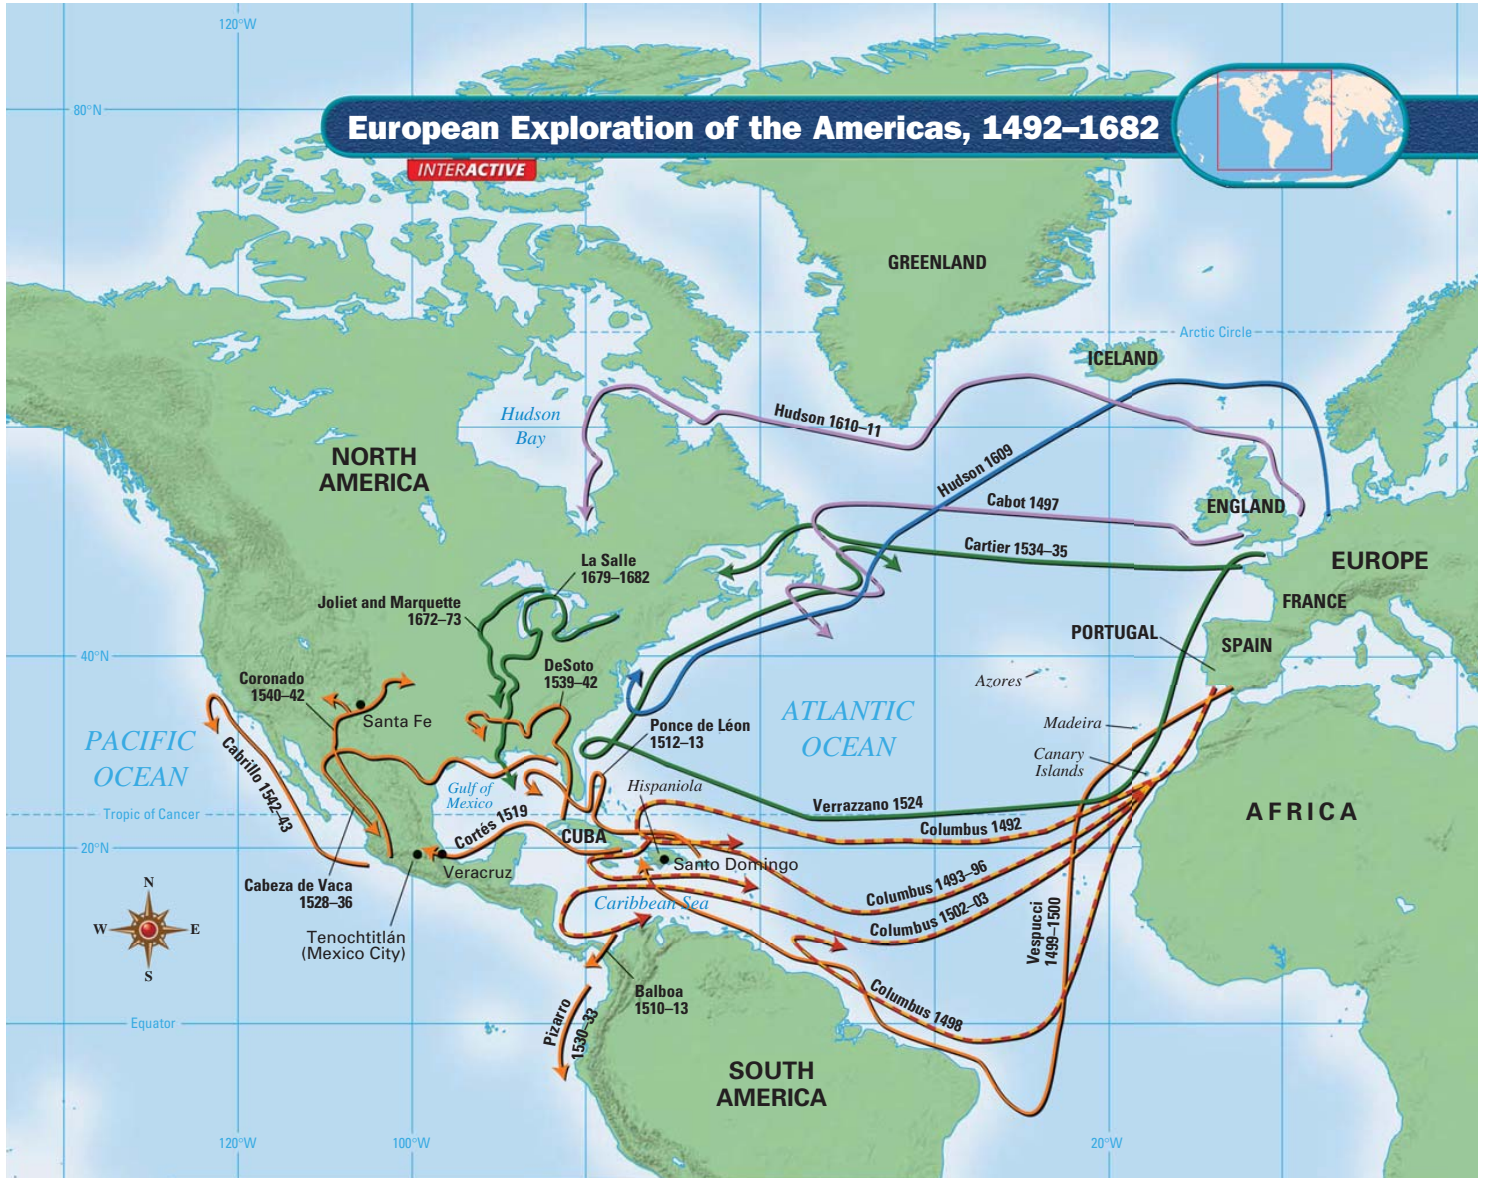 120°W
80°N
European Exploration of the Americas, 1492–1682
INTERACTIVE
GREENLAND
Arctic Circle
ICELAND
Hudson
Bay
Hudson 1610–11
NORTH
AMERICA
Hudson 1609
Cabot 1497
ENGLAND
Cartier 1534–35
EUROPE
La Salle
1679–1682
Joliet and Marquette
1672–73
FRANCE
PORTUGAL
SPAIN
40°N
DeSoto
1539–42
Coronado
1540–42
Azores
Santa Fe
Ponce de Léon
1512–13
ATLANTIC
OCEAN
Madeira
PACIFIC
OCEAN
Cabrillo 1542–43
Canary
Islands
Gulf of
Mexico
Hispaniola
Tropic of Cancer
Verrazzano 1524
AFRICA
Cortés 1519
CUBA
Columbus 1492
20°N
Veracruz
Santo Domingo
Cabeza de Vaca
1528–36
Columbus 1493–96
Caribbean Sea
Columbus 1502–03
N
W
E
S
Tenochtitlán
(Mexico City)
Vespucci
1499–1500
Balboa
1510–13
Columbus 1498
Pizarro
1530–33
Equator
SOUTH
AMERICA
120°W
100°W
20°W